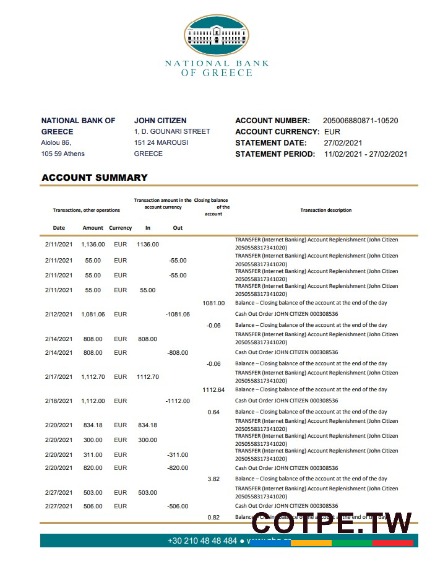 NATIONAL BANK
OF GREECE
NATIONAL BANK OF
GREECE
Aiolou 86,
105 59 Athens
JOHN CITIZEN
1, D. GOUNARI STREET
151 24 MAROUSI
GREECE
ACCOUNT NUMBER: 205006880871-10520
ACCOUNT CURRENCY: EUR
STATEMENT DATE: 27/02/2021
STATEMENT PERIOD: 11/02/2021 - 27/02/2021
ACCOUNT SUMMARY
Transactions, other operations
Transaction amount in the
account currency
Closing balance
of the
account
Transaction description
Date Amount Currency In Out
2/11/2021 1,136.00 EUR 1136.00 TRANSFER (Internet Banking) Account Replenishment (John Citizen
2050558317341020)
2/11/2021 55.00 EUR -55.00 TRANSFER (Internet Banking) Account Replenishment (John Citizen
2050558317341020)
2/11/2021 55.00 EUR -55.00 TRANSFER (Internet Banking) Account Replenishment (John Citizen
2050558317341020)
2/11/2021 55.00 EUR 55.00 TRANSFER (Internet Banking) Account Replenishment (John Citizen
2050558317341020)
1081.00 Balance – Closing balance of the account at the end of the day
2/12/2021 1,081.06 EUR -1081.06 Cash Out Order JOHN CITIZEN 000308536
-0.06 Balance – Closing balance of the account at the end of the day
2/14/2021 808.00 EUR 808.00 TRANSFER (Internet Banking) Account Replenishment (John Citizen
2050558317341020)
2/14/2021 808.00 EUR -808.00 Cash Out Order JOHN CITIZEN 000308536
-0.06 Balance – Closing balance of the account at the end of the day
2/17/2021 1,112.70 EUR 1112.70 TRANSFER (Internet Banking) Account Replenishment (John Citizen
2050558317341020)
1112.64 Balance – Closing balance of the account at the end of the day
2/18/2021 1,112.00 EUR -1112.00 Cash Out Order JOHN CITIZEN 000308536
0.64 Balance – Closing balance of the account at the end of the day
2/20/2021 834.18 EUR 834.18 TRANSFER (Internet Banking) Account Replenishment (John Citizen
2050558317341020)
2/20/2021 300.00 EUR 300.00 TRANSFER (Internet Banking) Account Replenishment (John Citizen
2050558317341020)
2/20/2021 311.00 EUR -311.00 TRANSFER (Internet Banking) Account Replenishment (John Citizen
2050558317341020)
2/20/2021 820.00 EUR -820.00 Cash Out Order JOHN CITIZEN 000308536
3.82 Balance – Closing balance of the account at the end of the day
2/27/2021 503.00 EUR 503.00 TRANSFER (Internet Banking) Account Replenishment (John Citizen
2050558317341020)
2/27/2021 506.00 EUR -506.00 Cash Out Order JOHN CITIZEN 000308536
0.82 of the account at the end of the
COTPE.TW
+30 210 48 48 484 ●